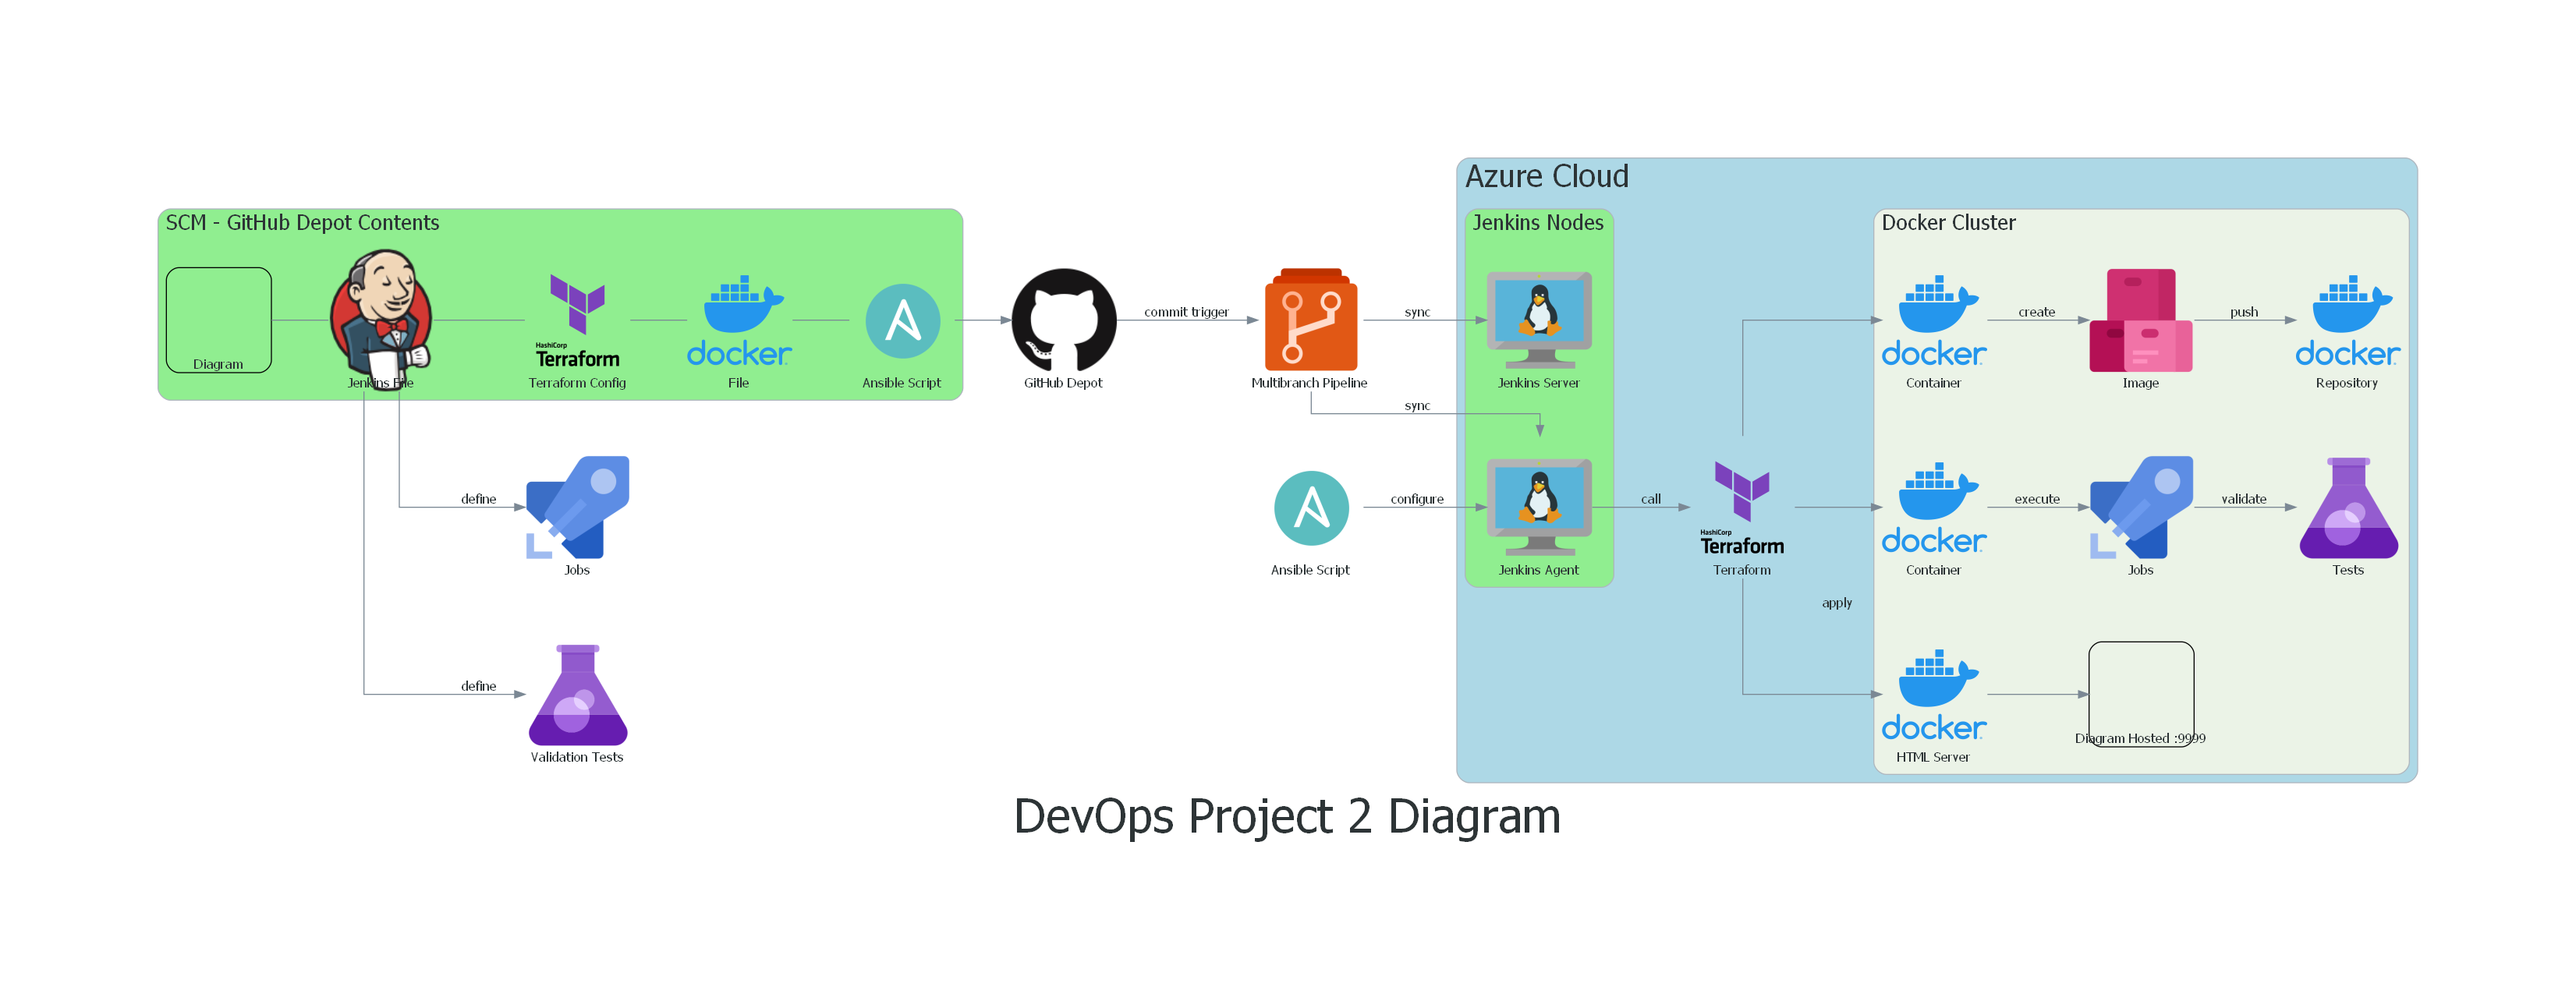 Azure Cloud
SCM - GitHub Depot Contents
Jenkins Nodes
Docker Cluster
Diagram
Jenkins File
HashiCorp
Terraform
Terraform Config
docker
File
Ansible Script
GitHub Depot
commit trigger
Multibranch Pipeline
sync
Jenkins Server
docker
Container
create
Image
push
docker
Repository
sync
define
Jobs
Ansible Script
configure
Jenkins Agent
call
HashiCorp
Terraform
Terraform
docker
Container
execute
Jobs
validate
Tests
apply
define
Validation Tests
docker
HTML Server
Diagram Hosted :9999
DevOps Project 2 Diagram